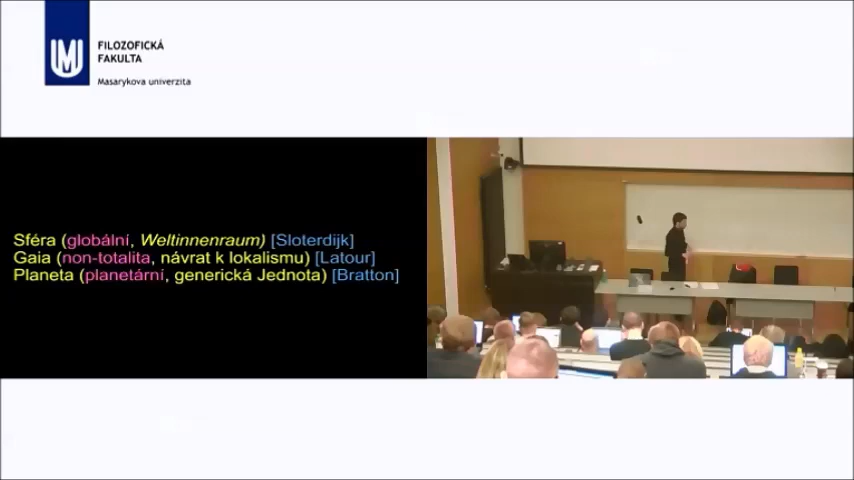 FILOZOFICKÁ
FAKULTA
Masarykova univerzita
Sféra (globální, Weltinnenraum) [Sloterdijk]
Gaia (non-totalita, návrat k lokalismu) [Latour]
Planeta (planetární, generická Jednota) [Bratton]